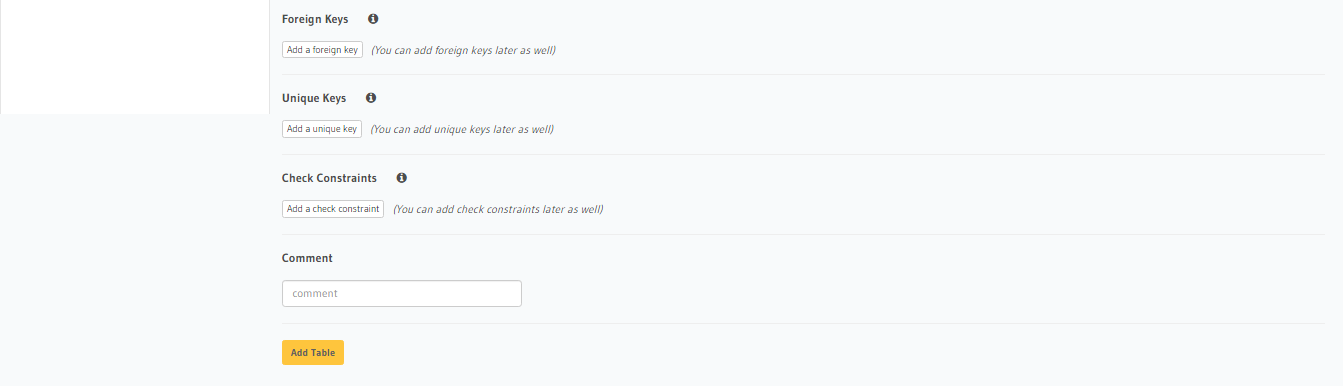 Foreign Keys
Add a foreign key (You can add foreign keys later as well)
Unique Keys
Add a unique key (You can add unique keys later as well)
Check Constraints
Add a check constraint (You can add check constraints later as well)
Comment
comment
Add Table